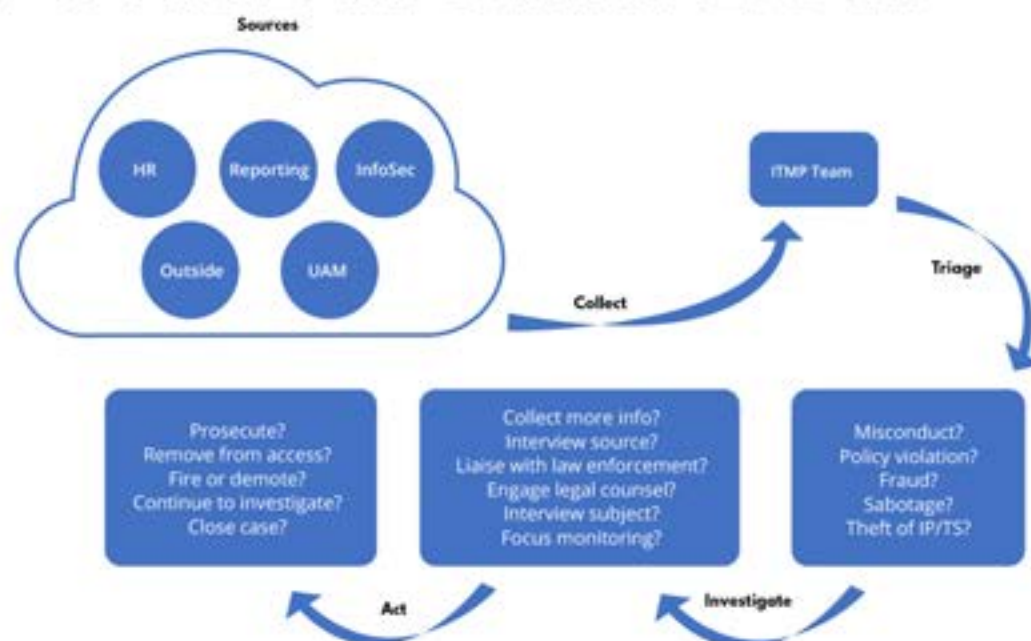 Sources
HR
Reporting
InfoSec
Outside
UAM
ITMP Team
Collect
Triage
Prosecute?
Remove from access?
Fire or demote?
Continue to investigate?
Close case?
Collect more info?
Interview source?
Liaise with law enforcement?
Engage legal counsel?
Interview subject?
Focus monitoring?
Misconduct?
Policy violation?
Fraud?
Sabotage?
Theft of IP/TS?
Act
Investigate